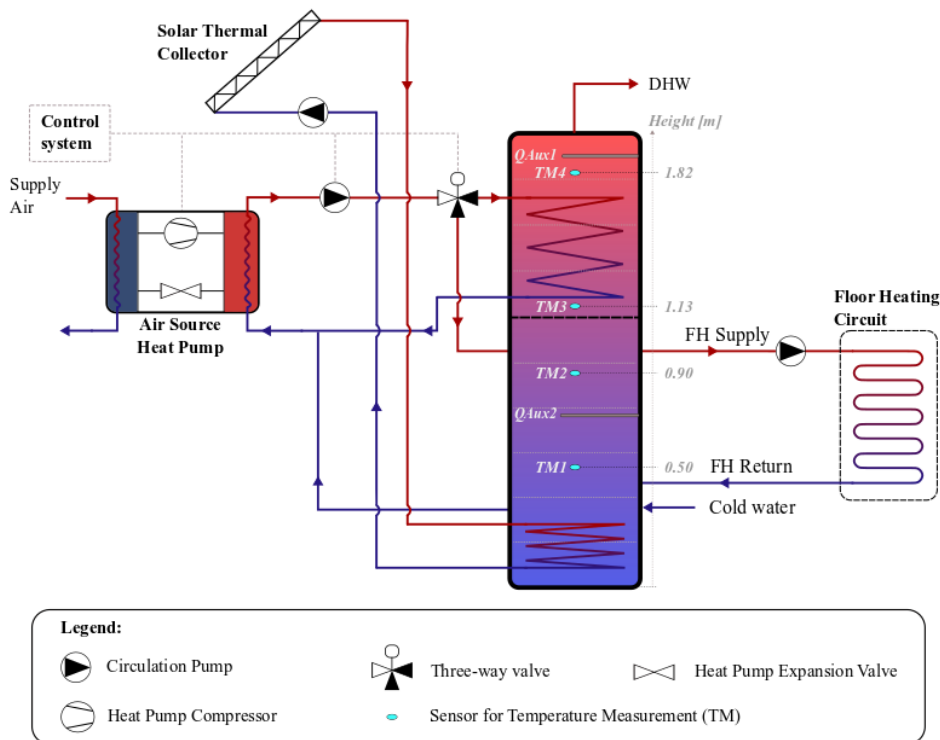 Solar Thermal
Collector
DHW
Control
system
Height [m]
QAux1
TM4
1.82
Supply
Air
TM3
1.13
Floor Heating
Circuit
Air Source
Heat Pump
FH Supply
TM2
0.90
QAux2
TM1
0.50
FH Return
Cold water
Legend:
Circulation Pump
Three-way valve
Heat Pump Expansion Valve
Heat Pump Compressor
Sensor for Temperature Measurement (TM)